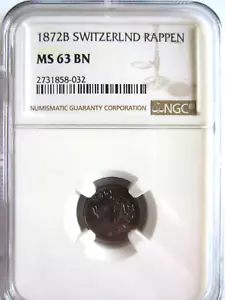 1872B SWITZERLND RAPPEN
MS 63 BN
2731858-032
NUMISMATIC GUARANTY CORPORATION
NGC